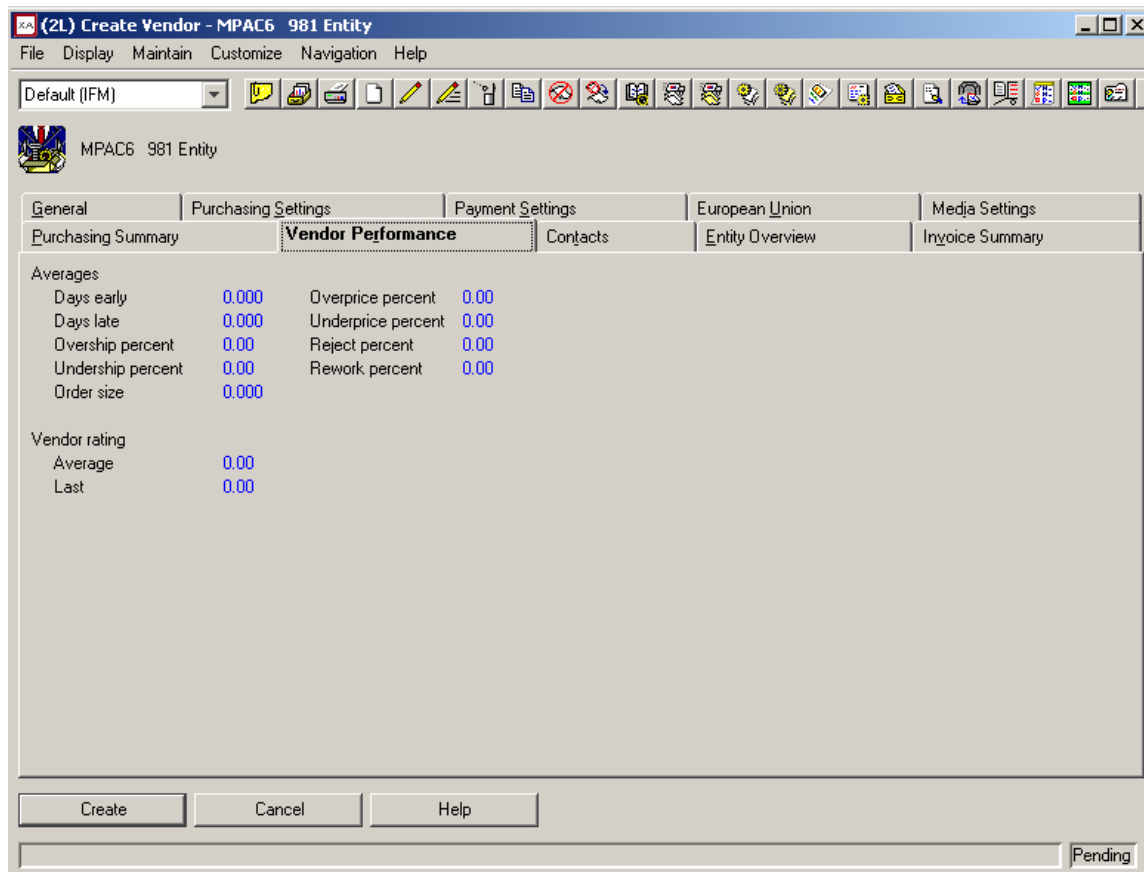 XA (2L) Create Vendor - MPAC6 981 Entity
File Display Maintain Customize Navigation Help
Default (IFM)
MPAC6 981 Entity
General Purchasing Settings Payment Settings European Union Media Settings
Purchasing Summary Vendor Performance Contacts Entity Overview Invoice Summary
Averages
Days early 0.000 Overprice percent 0.00
Days late 0.000 Underprice percent 0.00
Overship percent 0.00 Reject percent 0.00
Undership percent 0.00 Rework percent 0.00
Order size 0.000
Vendor rating
Average 0.00
Last 0.00
Create Cancel Help
Pending